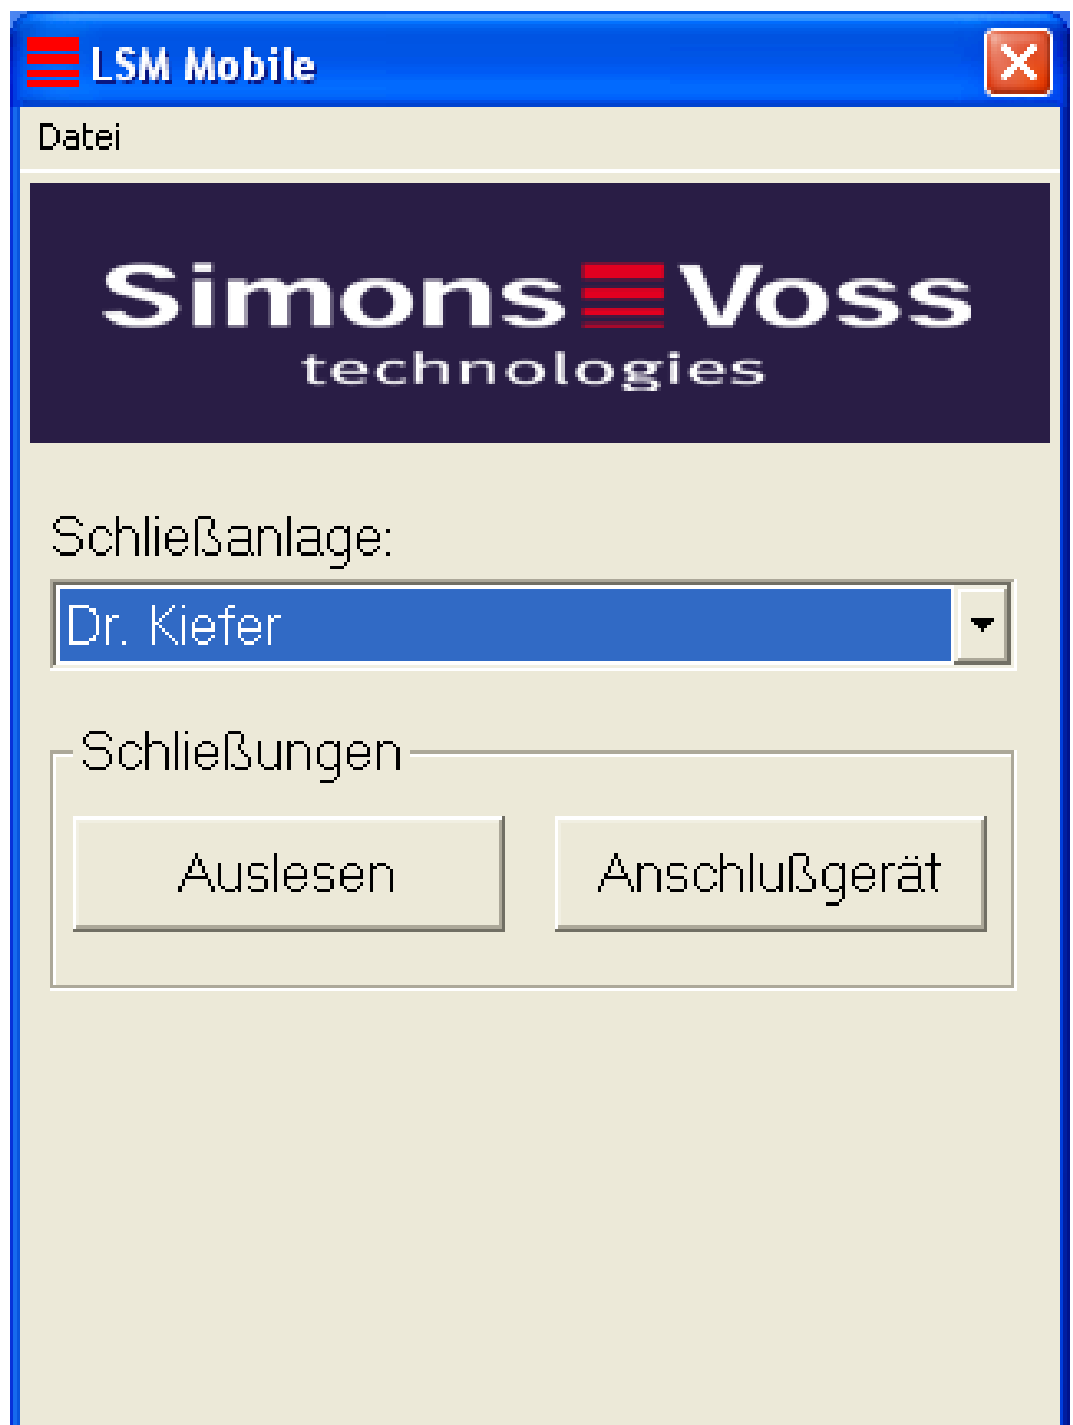 LSM Mobile
Datei
Simons Voss
technologies
Schließanlage:
Dr. Kiefer
Schließungen
Auslesen Anschlußgerät